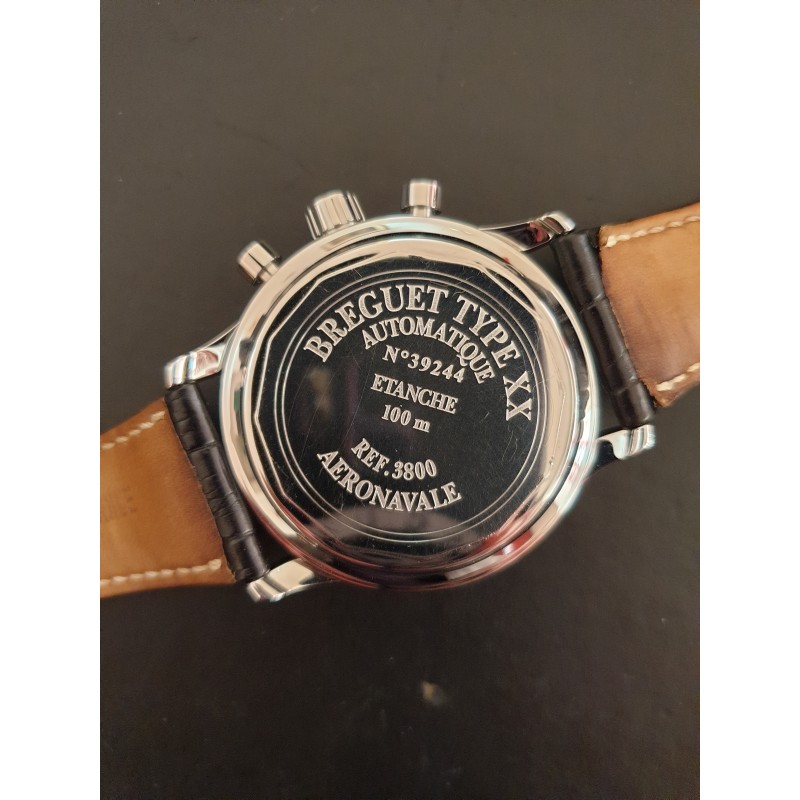 BREGUET TYPE XX
AUTOMATIQUE
N°39244
ETANCHE
100 m
REF.3800
AERONAVALE